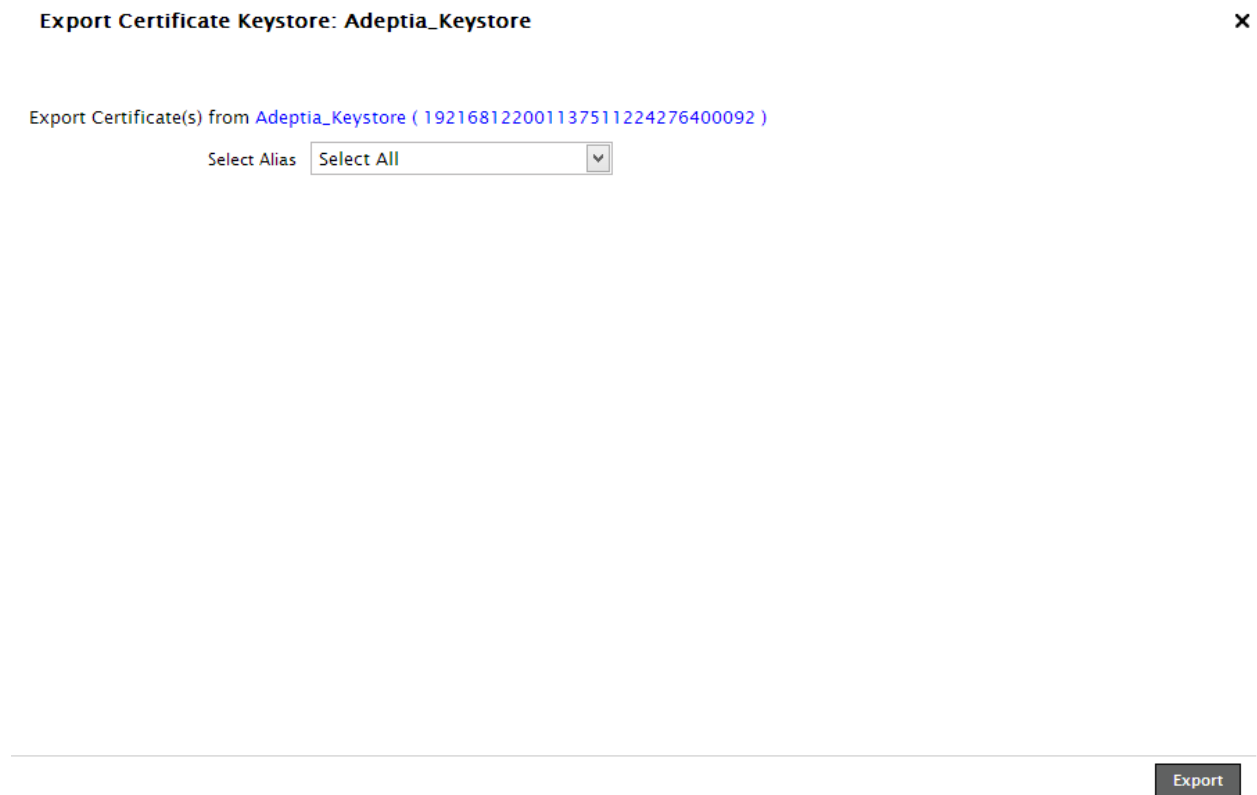 Export Certificate Keystore: Adeptia_Keystore
Export Certificate(s) from Adeptia_Keystore ( 192168122001137511224276400092 )
Select Alias Select All
Export